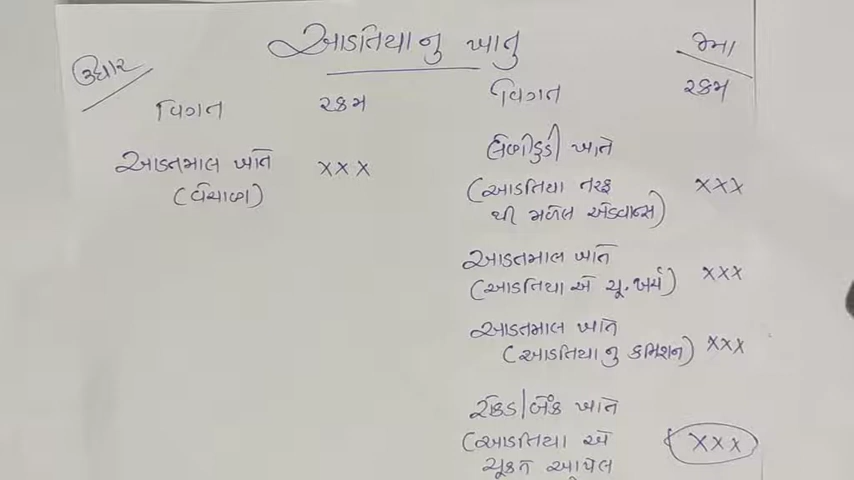 આડતિયા નુ ખાનુ
ઉધાર
જમા
વિગત
રકમ
આડતમાલ ખાતે
xxx
(વેચાણ)
વિગત
રકમ
લેણીહુંડી ખાતે
(આડતિયા તરફ
થી મળેલ એડવાન્સ)
xxx
આડતમાલ ખાતે
(આડતિયા એ ચૂ. ખર્ચ)
xxx
આડતમાલ ખાતે
(આડતિયા નુ કમિશન)
xxx
રોકડ/બેંક ખાતે
(આડતિયા એ
ચૂકતે આપેલ
xxx